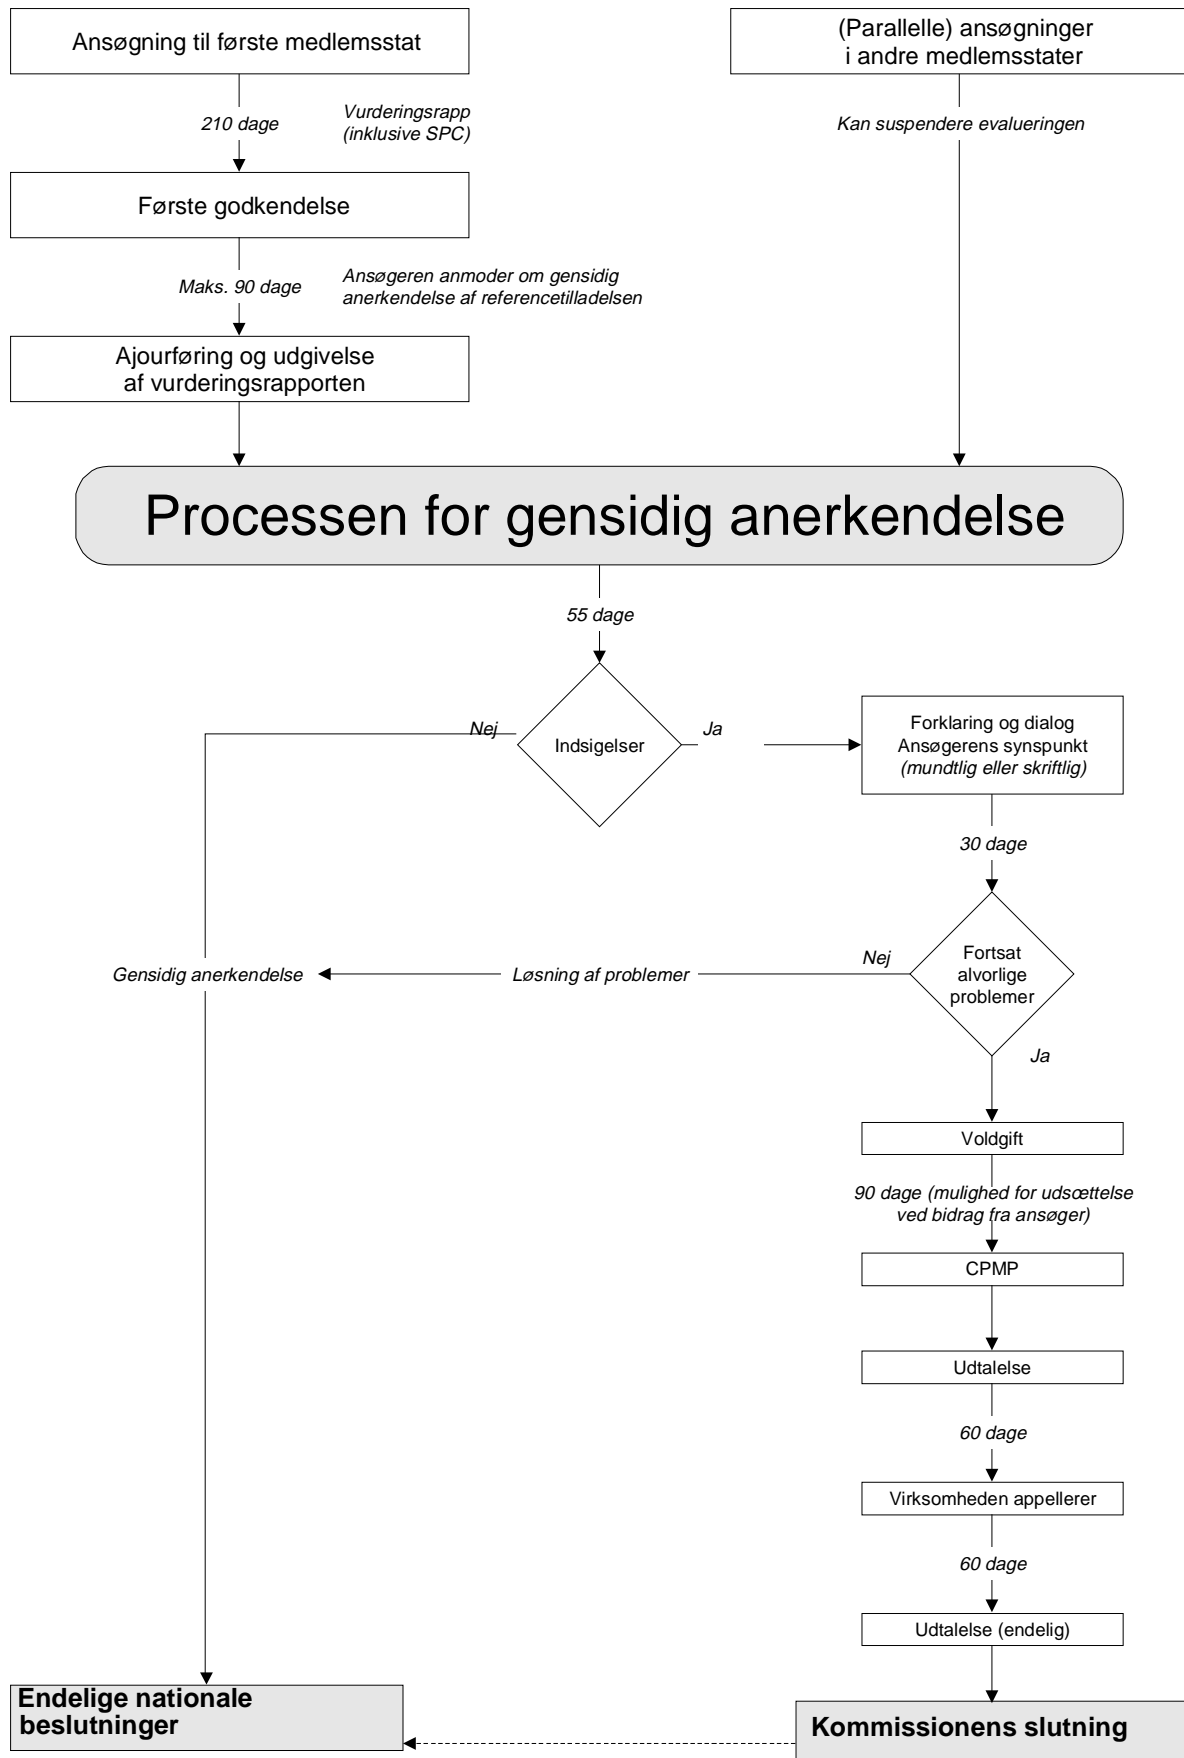 Ansøgning til første medlemsstat
(Parallelle) ansøgninger
i andre medlemsstater
210 dage
Vurderingsrapp
(inklusive SPC)
Kan suspendere evalueringen
Første godkendelse
Maks. 90 dage
Ansøgeren anmoder om gensidig
anerkendelse af referencetilladelsen
Ajourføring og udgivelse
af vurderingsrapporten
Processen for gensidig anerkendelse
55 dage
Nej
Indsigelser
Ja
Forklaring og dialog
Ansøgerens synspunkt
(mundtlig eller skriftlig)
30 dage
Fortsat
alvorlige
problemer
Nej
Løsning af problemer
Gensidig anerkendelse
Ja
Voldgift
90 dage (mulighed for udsættelse
ved bidrag fra ansøger)
CPMP
Udtalelse
60 dage
Virksomheden appellerer
60 dage
Udtalelse (endelig)
Endelige nationale
beslutninger
Kommissionens slutning